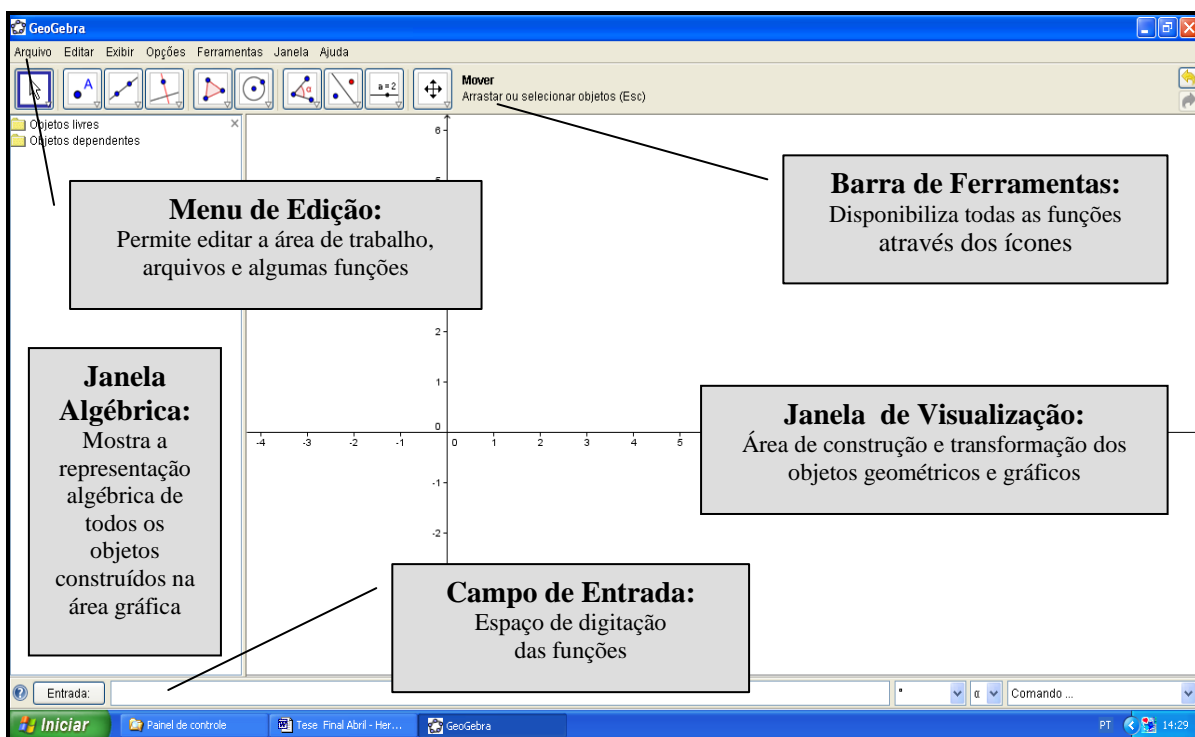 GeoGebra
Arquivo Editar Exibir Opções Ferramentas Janela Ajuda
A
α
a=2
Mover
Arrastar ou selecionar objetos (Esc)
Objetos livres
Objetos dependentes
Menu de Edição:
Permite editar a área de trabalho,
arquivos e algumas funções
Barra de Ferramentas:
Disponibiliza todas as funções
através dos ícones
Janela
Algébrica:
Mostra a
representação
algébrica de
todos os
objetos
construídos na
área gráfica
Janela de Visualização:
Área de construção e transformação dos
objetos geométricos e gráficos
Campo de Entrada:
Espaço de digitação
das funções
6
5
2
1
0
-1
-2
-4 -3 -2 -1 0 1 2 3 4 5
Entrada:
α
Comando ...
Iniciar
Painel de controle
Tese Final Abril - Her...
GeoGebra
PT
14:29